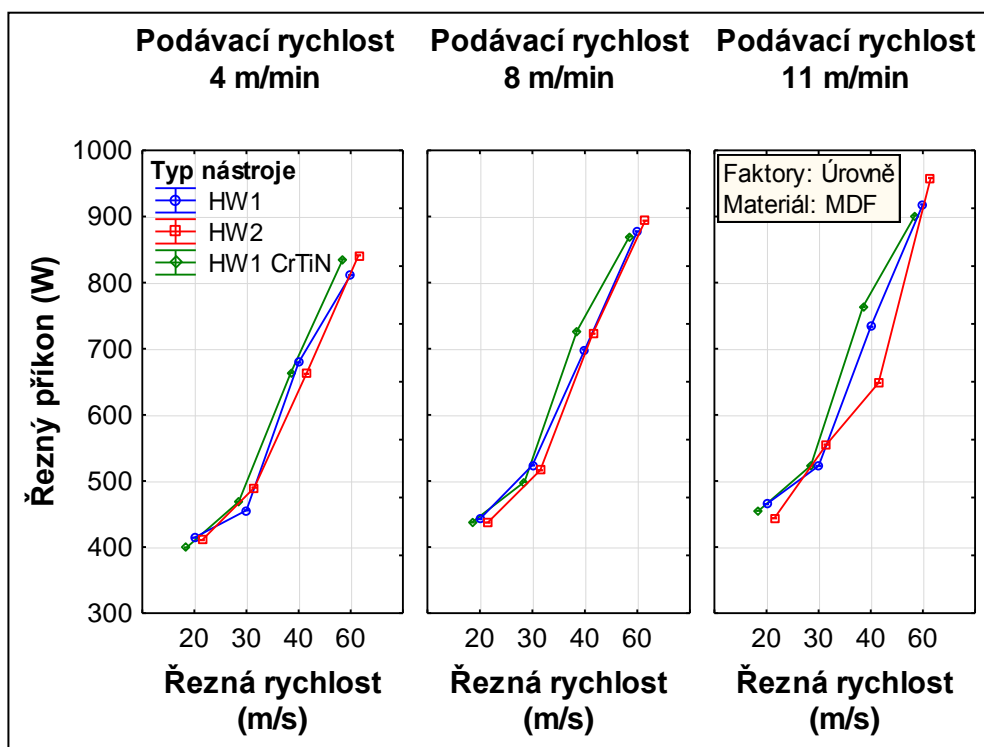 Podávací rychlost
4 m/min
Podávací rychlost
8 m/min
Podávací rychlost
11 m/min
Řezný příkon (W)
1000
900
800
700
600
500
400
300
Typ nástroje
HW1
HW2
HW1 CrTiN
Faktory: Úrovně
Materiál: MDF
20 30 40 60
20 30 40 60
20 30 40 60
Řezná rychlost
(m/s)
Řezná rychlost
(m/s)
Řezná rychlost
(m/s)